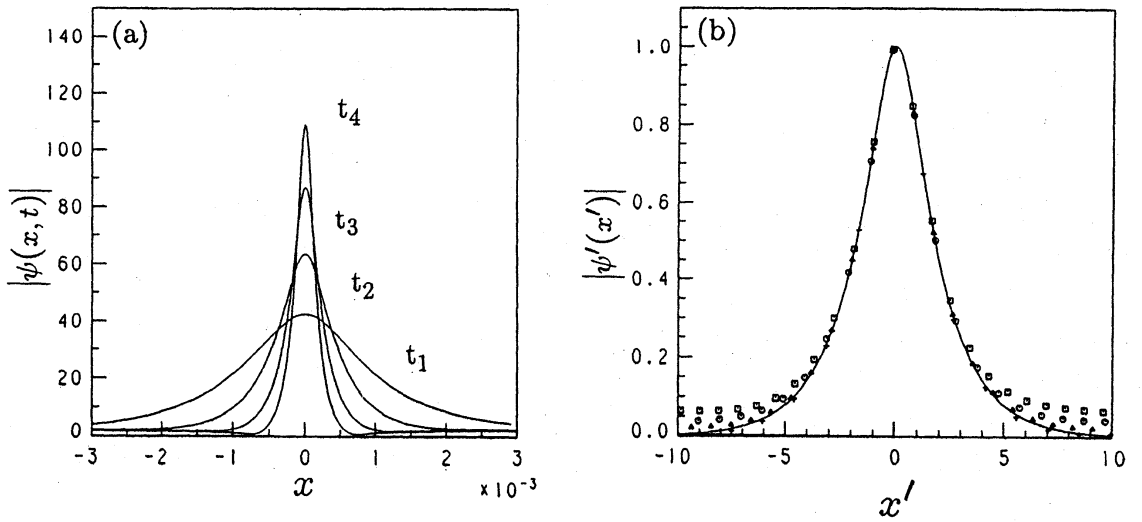 (a)
140
120
100
80
60
40
20
0
|ψ(x, t)|
t₄
t₃
t₂
t₁
-3 -2 -1 0 1 2 3
x
×10⁻³
(b)
1.0
0.8
0.6
0.4
0.2
0.0
|ψ′(x′)|
-10 -5 0 5 10
x′